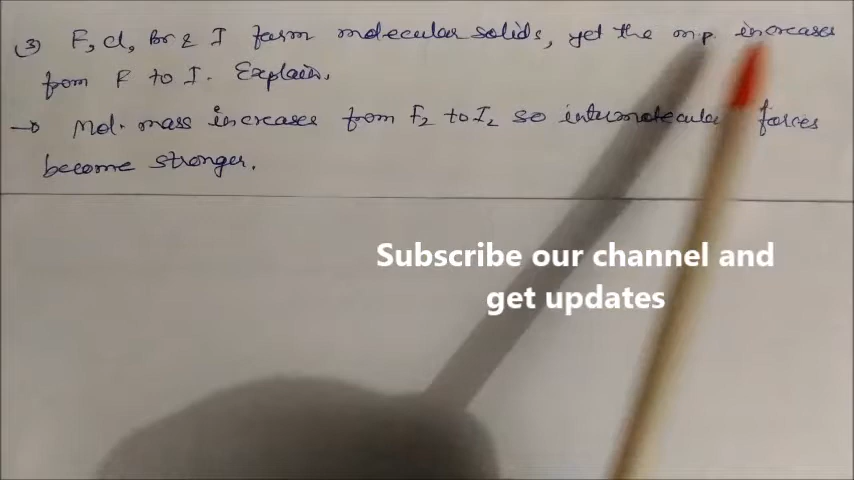 (3) F, Cl, Br & I form molecular solids, yet the m.p. increases
from F to I. Explain.
→ Mol. mass increases from F2 to I2 so intermolecular forces
become stronger.
Subscribe our channel and
get updates